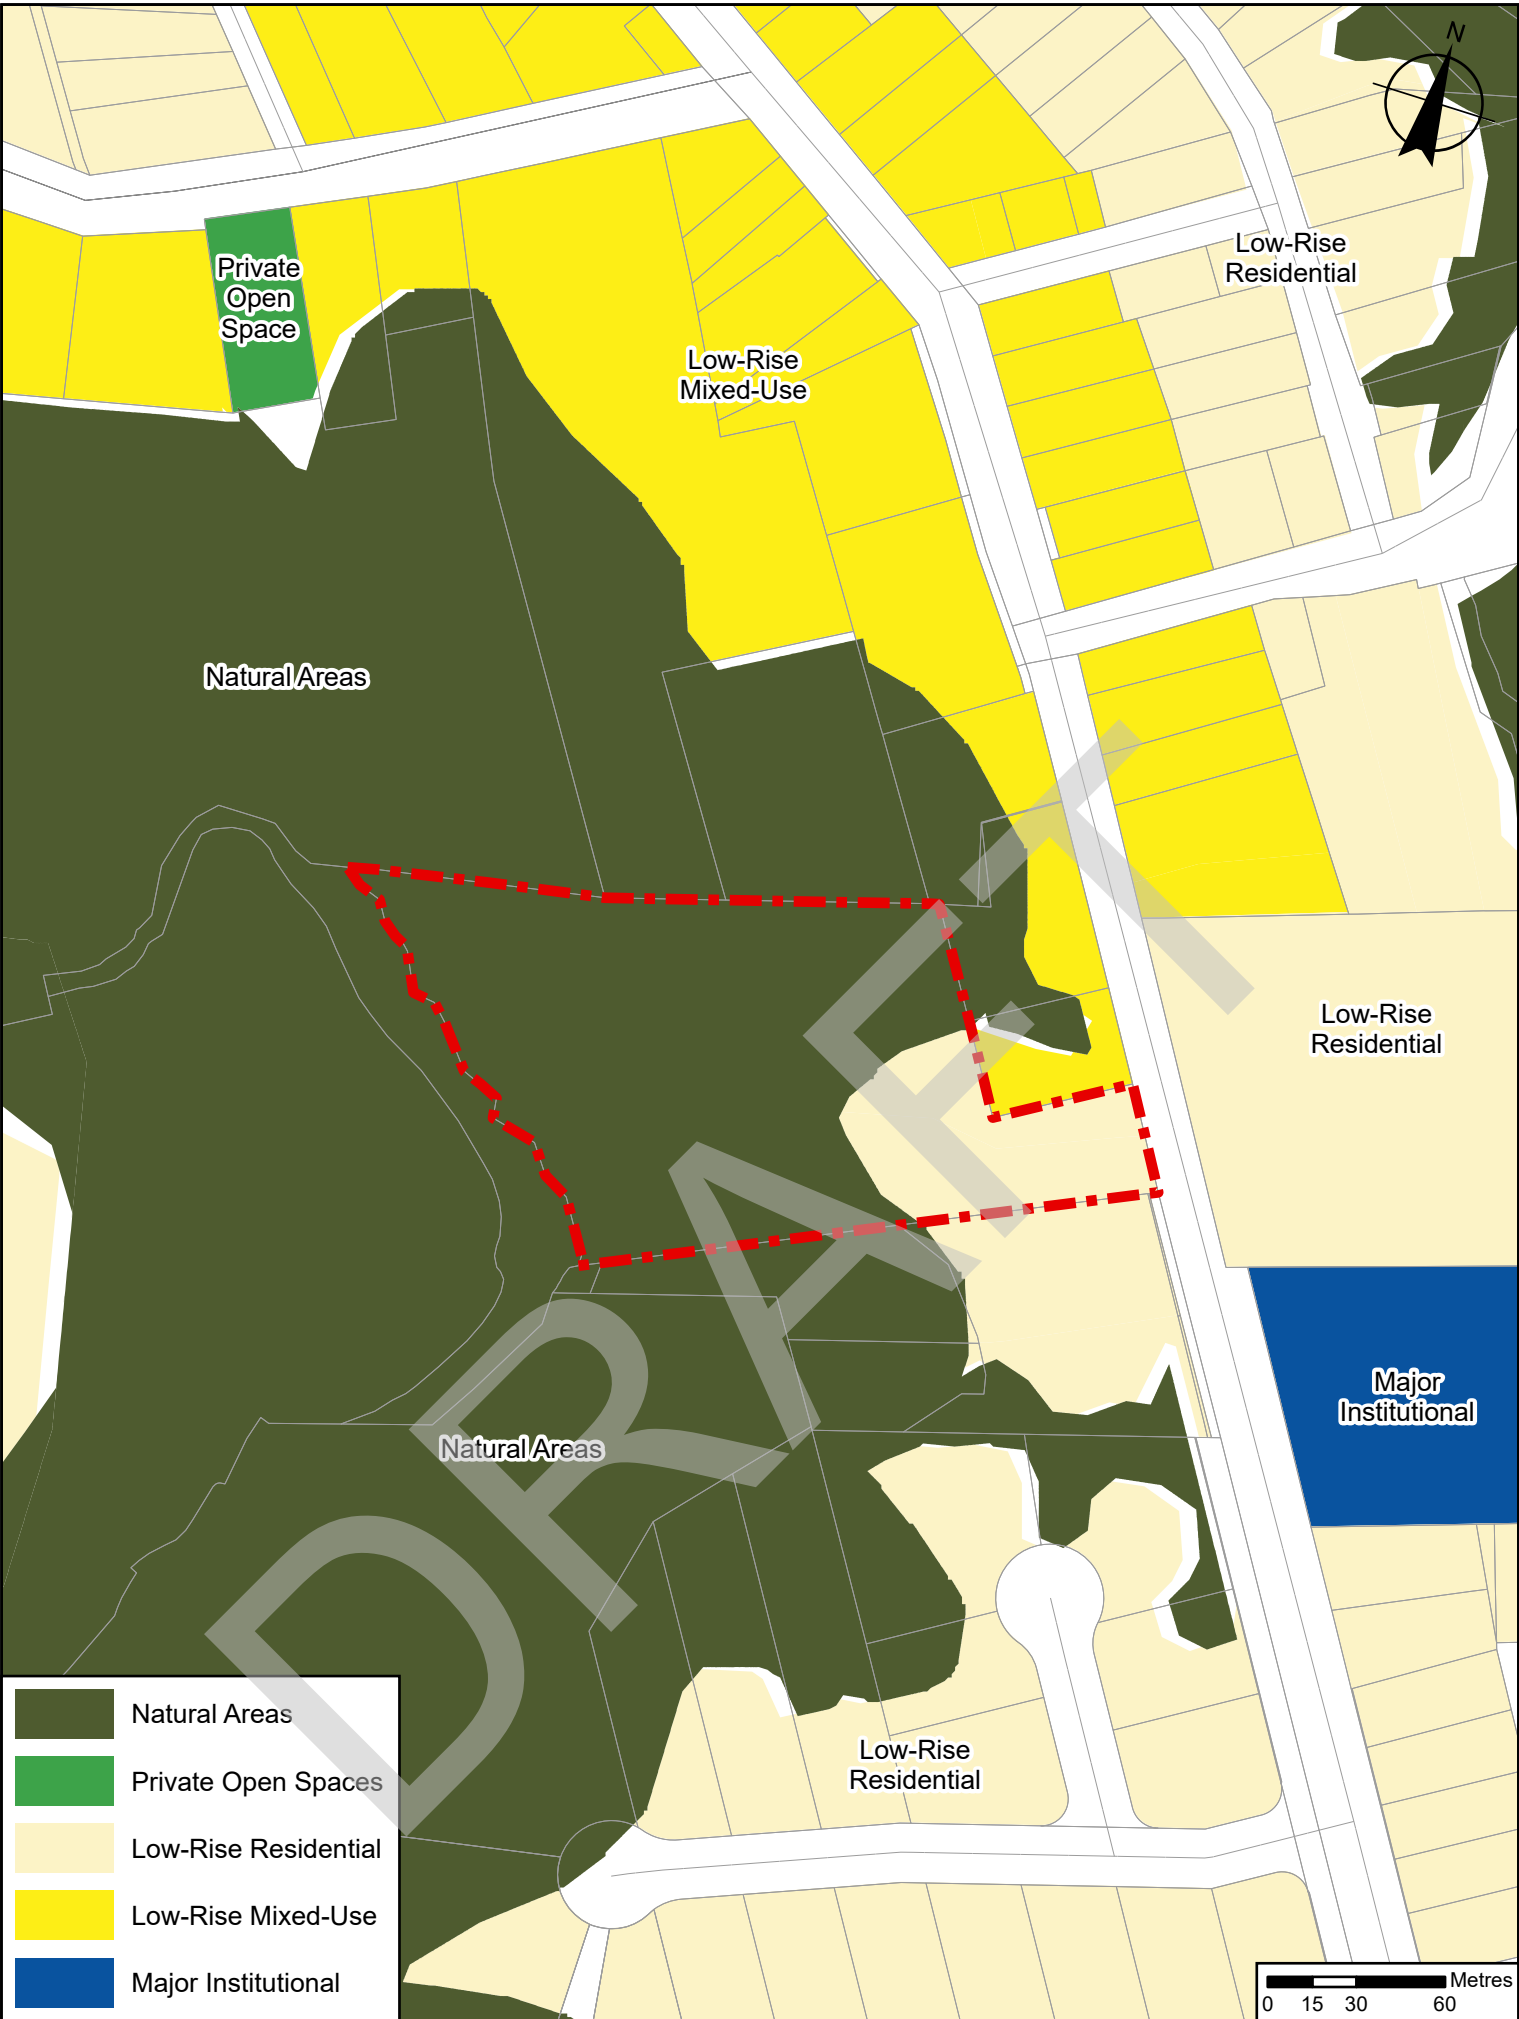 N
Low-Rise
Residential
Private
Open
Space
Low-Rise
Mixed-Use
Natural Areas
Low-Rise
Residential
Major
Institutional
Natural Areas
Low-Rise
Residential
DRAFT
Natural Areas
Private Open Spaces
Low-Rise Residential
Low-Rise Mixed-Use
Major Institutional
Metres
0 15 30 60